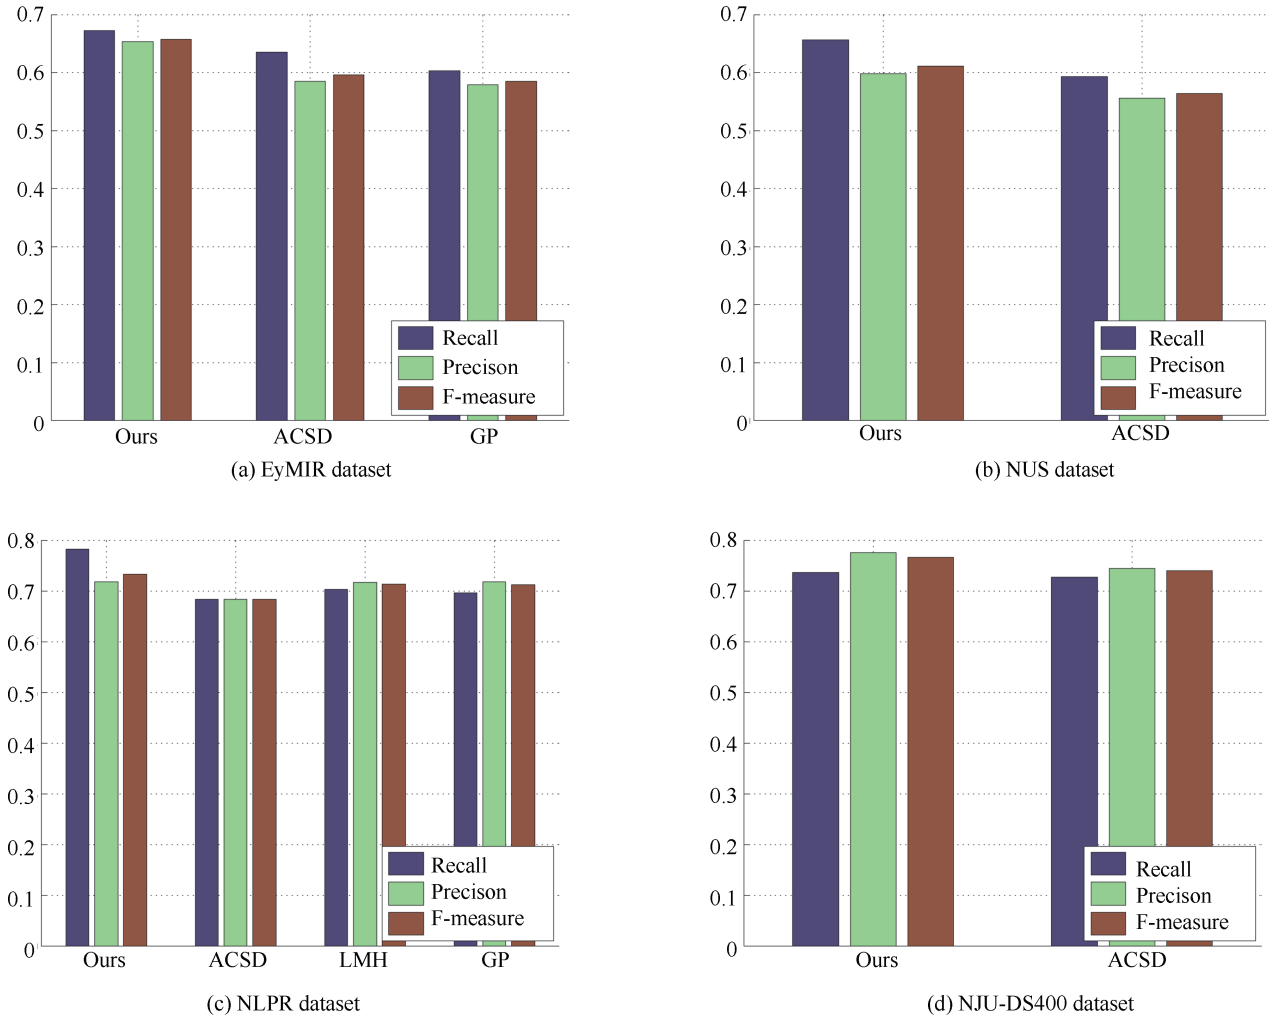 0.7
0.6
0.5
0.4
0.3
0.2
0.1
0
Recall
Precison
F-measure
Ours ACSD GP
(a) EyMIR dataset
0.7
0.6
0.5
0.4
0.3
0.2
0.1
0
Recall
Precison
F-measure
Ours ACSD
(b) NUS dataset
0.8
0.7
0.6
0.5
0.4
0.3
0.2
0.1
0
Recall
Precison
F-measure
Ours ACSD LMH GP
(c) NLPR dataset
0.8
0.7
0.6
0.5
0.4
0.3
0.2
0.1
0
Recall
Precison
F-measure
Ours ACSD
(d) NJU-DS400 dataset